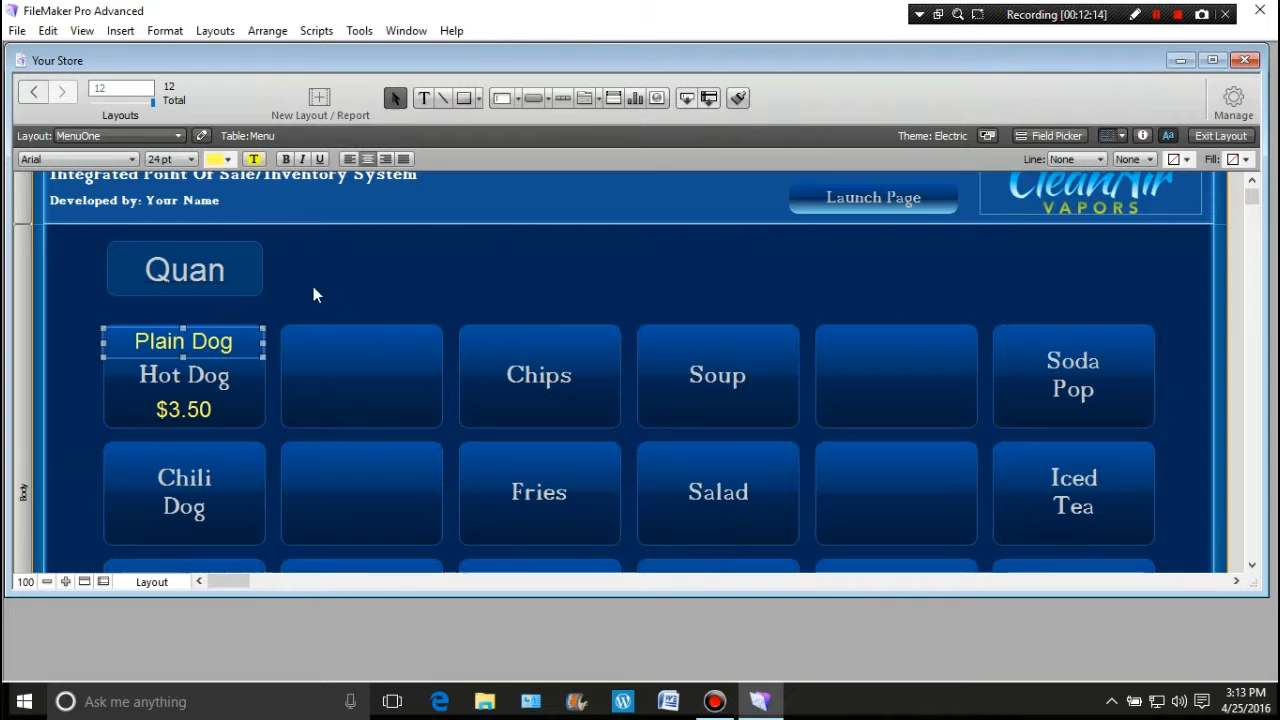 FileMaker Pro Advanced
Recording [00:12:14]
File Edit View Insert Format Layouts Arrange Scripts Tools Window Help
Your Store
12
12
Total
Layouts
New Layout / Report
Manage
Layout: MenuOne
Table: Menu
Theme: Electric
Field Picker
Aa
Exit Layout
Arial
24 pt
T
B I U
Line: None
None
Fill:
Integrated Point Of Sale/Inventory System
Developed by: Your Name
Launch Page
CleanAir
VAPORS
Quan
Plain Dog
Hot Dog
$3.50
Chips
Soup
Soda
Pop
Chili
Dog
Fries
Salad
Iced
Tea
Body
100
Layout
Ask me anything
3:13 PM
4/25/2016